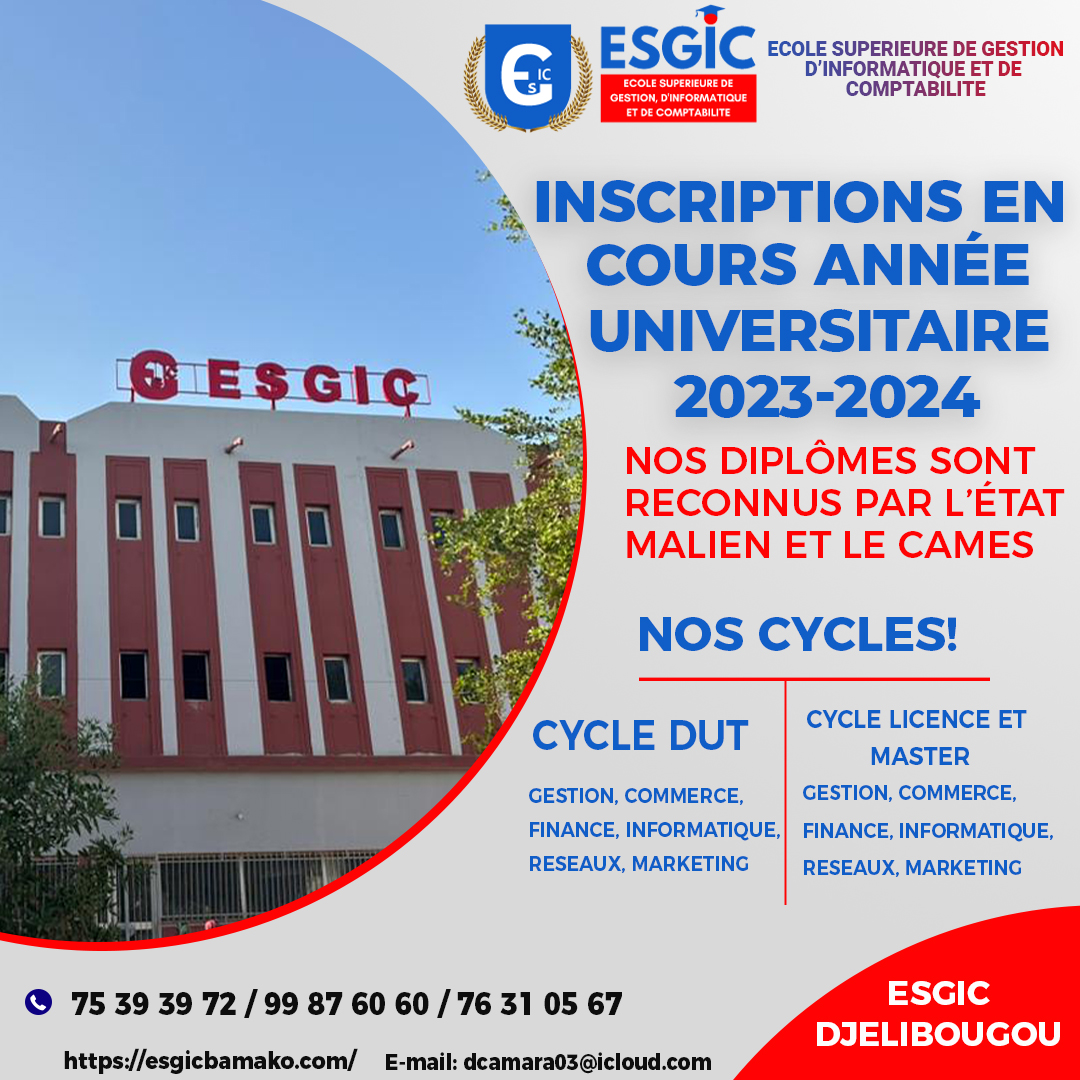 ESGIC
ECOLE SUPERIEURE DE
GESTION, D'INFORMATIQUE
ET DE COMPTABILITE
ECOLE SUPERIEURE DE GESTION
D'INFORMATIQUE ET DE
COMPTABILITE
INSCRIPTIONS EN
COURS ANNÉE
UNIVERSITAIRE
2023-2024
NOS DIPLÔMES SONT
RECONNUS PAR L'ÉTAT
MALIEN ET LE CAMES
ESGIC
NOS CYCLES!
CYCLE DUT
GESTION, COMMERCE,
FINANCE, INFORMATIQUE,
RESEAUX, MARKETING
CYCLE LICENCE ET
MASTER
GESTION, COMMERCE,
FINANCE, INFORMATIQUE,
RESEAUX, MARKETING
75 39 39 72 / 99 87 60 60 / 76 31 05 67
https://esgicbamako.com/
E-mail: dcamara03@icloud.com
ESGIC
DJELIBOUGOU